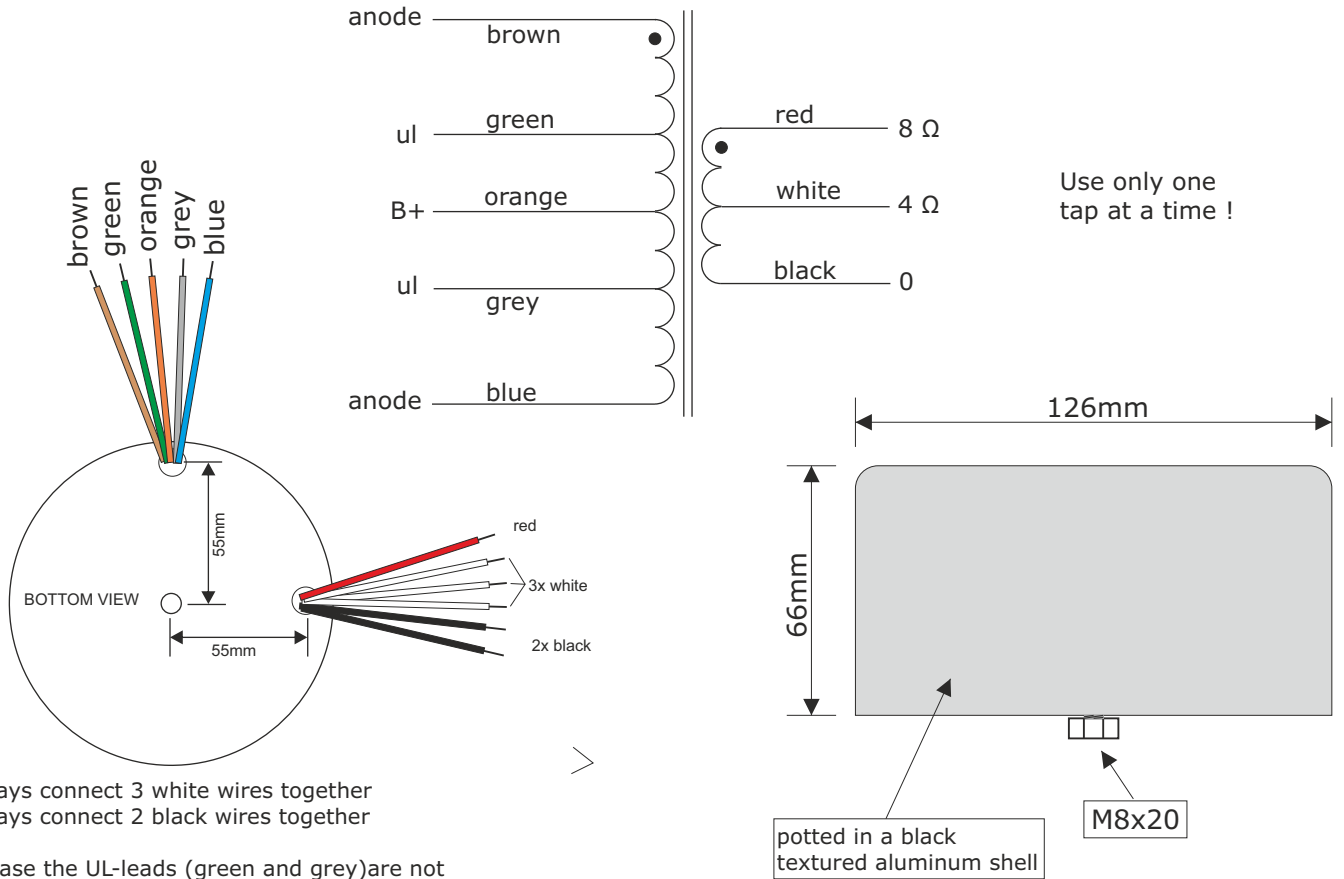 anode
brown
ul
green
B+
orange
ul
grey
anode
blue
red
8 Ω
white
4 Ω
black
0
Use only one
tap at a time !
brown
green
orange
grey
blue
55mm
BOTTOM VIEW
55mm
red
3x white
2x black
126mm
66mm
M8x20
potted in a black
textured aluminum shell
ays connect 3 white wires together
ays connect 2 black wires together
ase the UL-leads (green and grey)are not